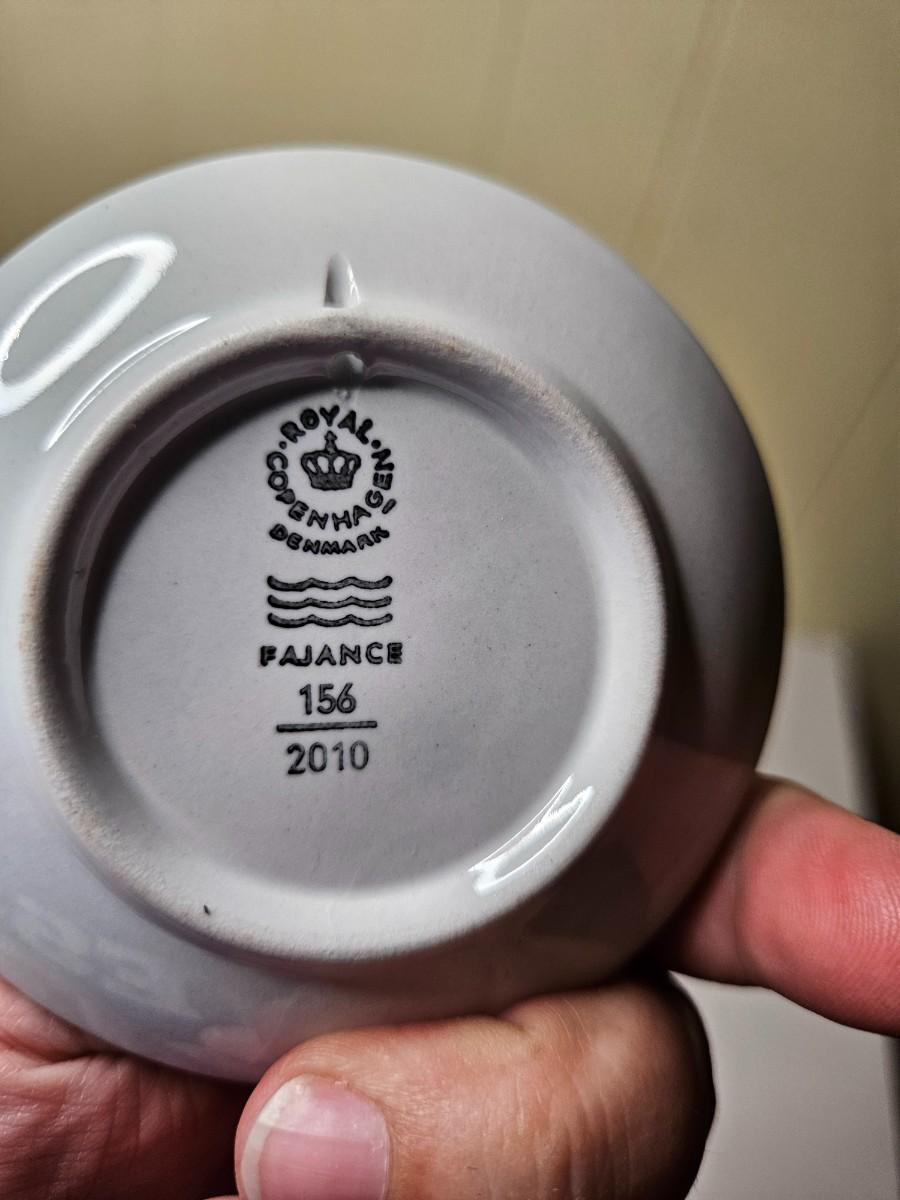 ROYAL
COPENHAGEN
DENMARK
FAJANCE
156
2010